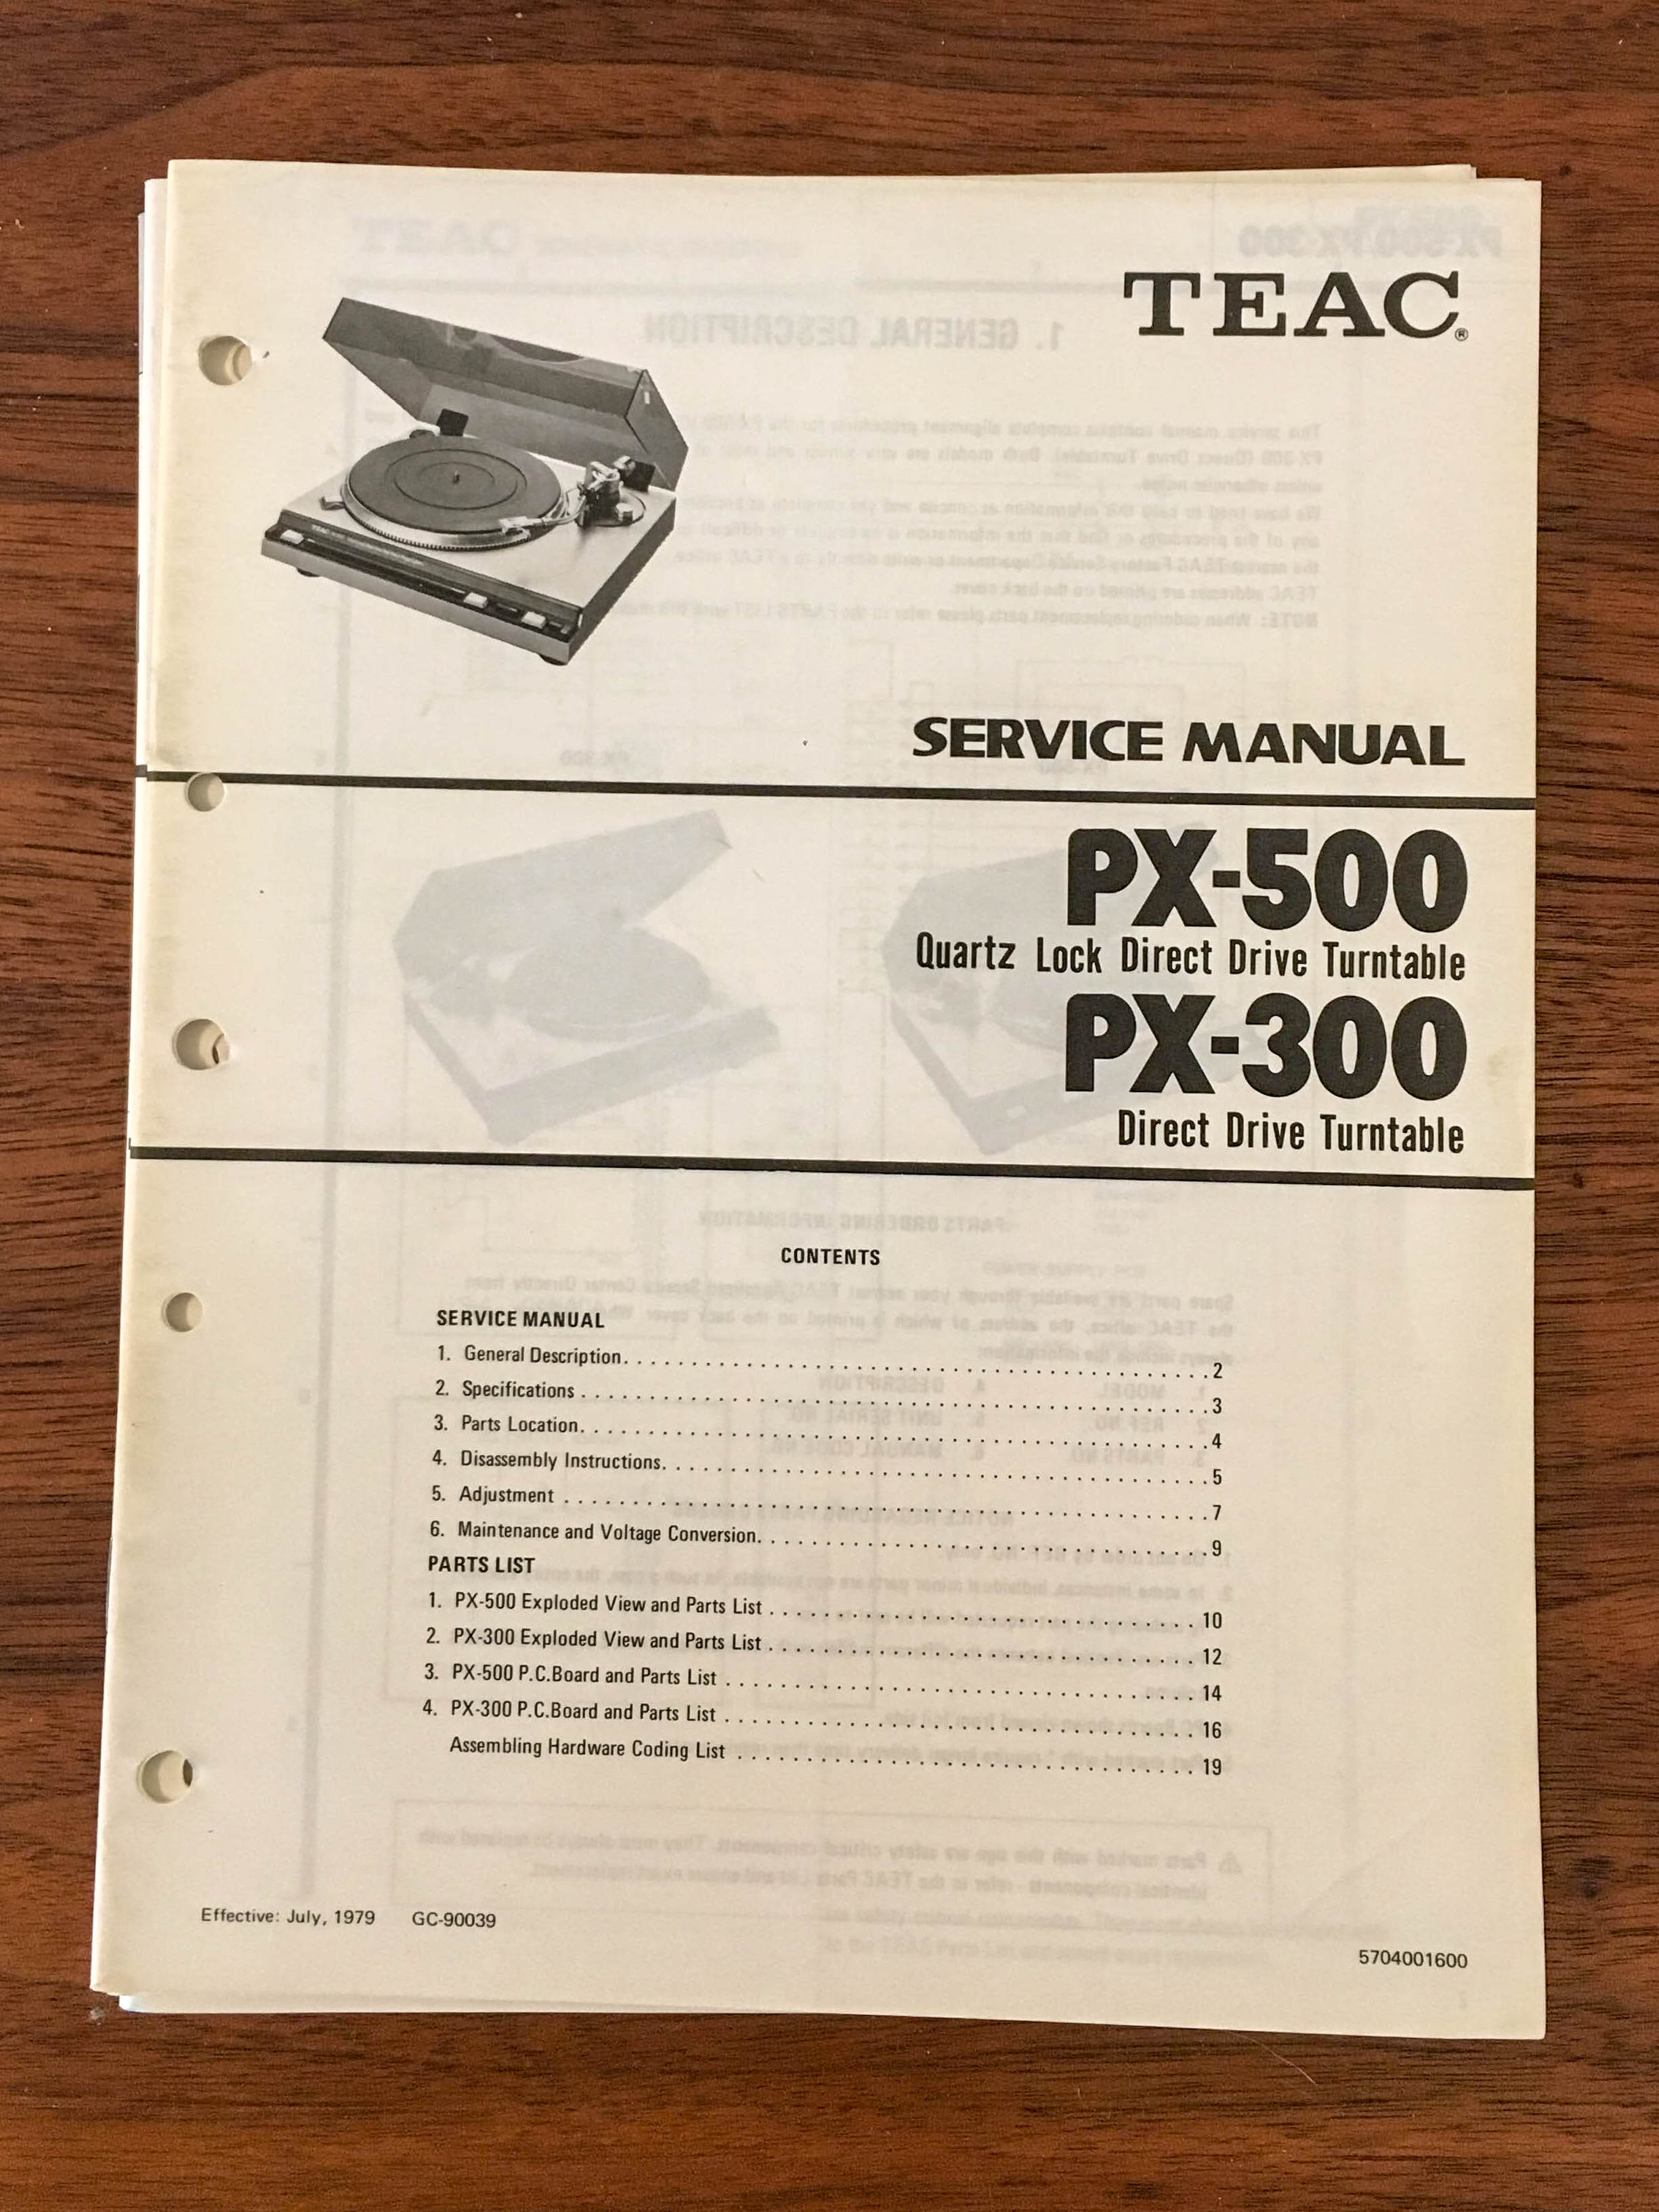 TEAC®
SERVICE MANUAL
PX-500
Quartz Lock Direct Drive Turntable
PX-300
Direct Drive Turntable
CONTENTS
SERVICE MANUAL
1. General Description. . . . . . . . . . . . . . . . . . . . . . . . . . . . . . . . . . . . . . . . . . . 2
2. Specifications . . . . . . . . . . . . . . . . . . . . . . . . . . . . . . . . . . . . . . . . . . . . . . 3
3. Parts Location. . . . . . . . . . . . . . . . . . . . . . . . . . . . . . . . . . . . . . . . . . . . . . 4
4. Disassembly Instructions. . . . . . . . . . . . . . . . . . . . . . . . . . . . . . . . . . . . . . . . 5
5. Adjustment . . . . . . . . . . . . . . . . . . . . . . . . . . . . . . . . . . . . . . . . . . . . . . . 7
6. Maintenance and Voltage Conversion. . . . . . . . . . . . . . . . . . . . . . . . . . . . . . . . . 9
PARTS LIST
1. PX-500 Exploded View and Parts List . . . . . . . . . . . . . . . . . . . . . . . . . . . . . . . 10
2. PX-300 Exploded View and Parts List . . . . . . . . . . . . . . . . . . . . . . . . . . . . . . . 12
3. PX-500 P.C.Board and Parts List . . . . . . . . . . . . . . . . . . . . . . . . . . . . . . . . . . 14
4. PX-300 P.C.Board and Parts List . . . . . . . . . . . . . . . . . . . . . . . . . . . . . . . . . . 16
Assembling Hardware Coding List . . . . . . . . . . . . . . . . . . . . . . . . . . . . . . . . . . 19
Effective: July, 1979 GC-90039
5704001600